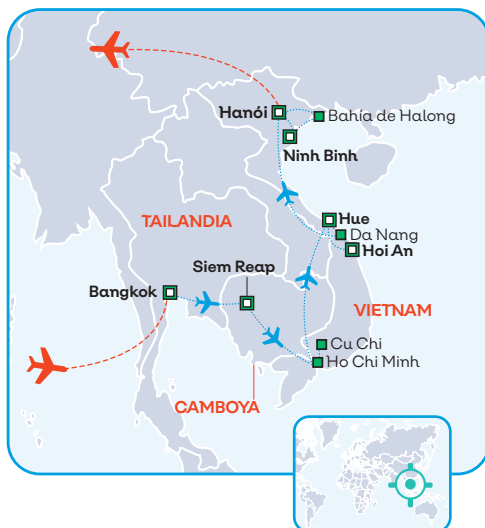 Hanói
Bahía de Halong
Ninh Binh
Hue
Da Nang
Hoi An
TAILANDIA
Siem Reap
Bangkok
VIETNAM
Cu Chi
Ho Chi Minh
CAMBOYA